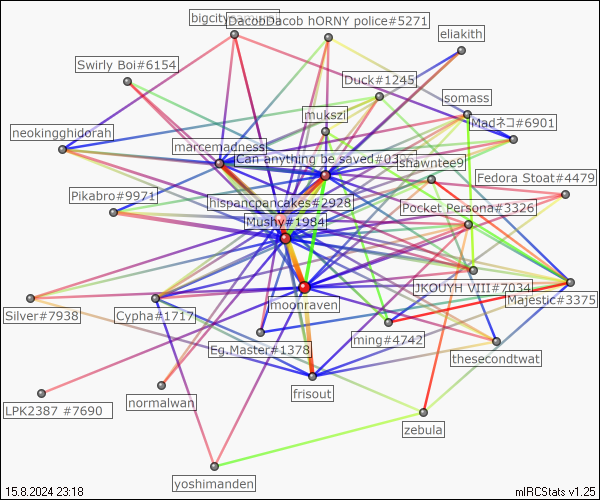 DacobDacob hORNY police#5271
eliakith
Swirly Boi#6154
Duck#1245
somass
mukszi
Madネコ#6901
neokingghidorah
marcemadness
Can anything be saved#03
shawntee9
Fedora Stoat#4479
Pikabro#9971
hispancpancakes#2928
Pocket Persona#3326
Mushy#1984
JKOUYH VIII#7034
Majestic#3375
moonraven
Silver#7938
Cypha#1717
Eg.Master#1378
ming#4742
thesecondtwat
frisout
LPK2387 #7690
normalwan
zebula
yoshimanden
15.8.2024 23:18
mIRCStats v1.25